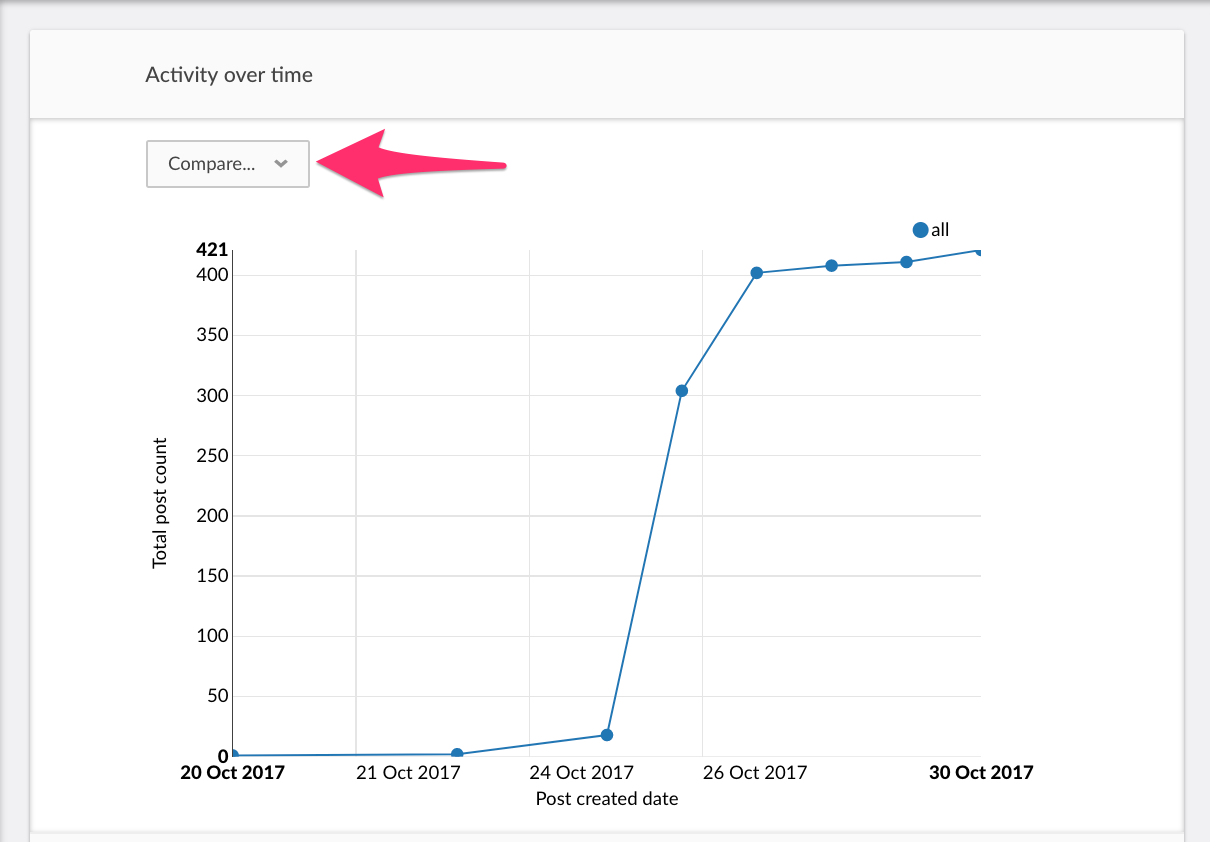 Activity over time
Compare...
all
421
400
350
300
250
200
150
100
50
0
Total post count
20 Oct 2017 21 Oct 2017 24 Oct 2017 26 Oct 2017 30 Oct 2017
Post created date